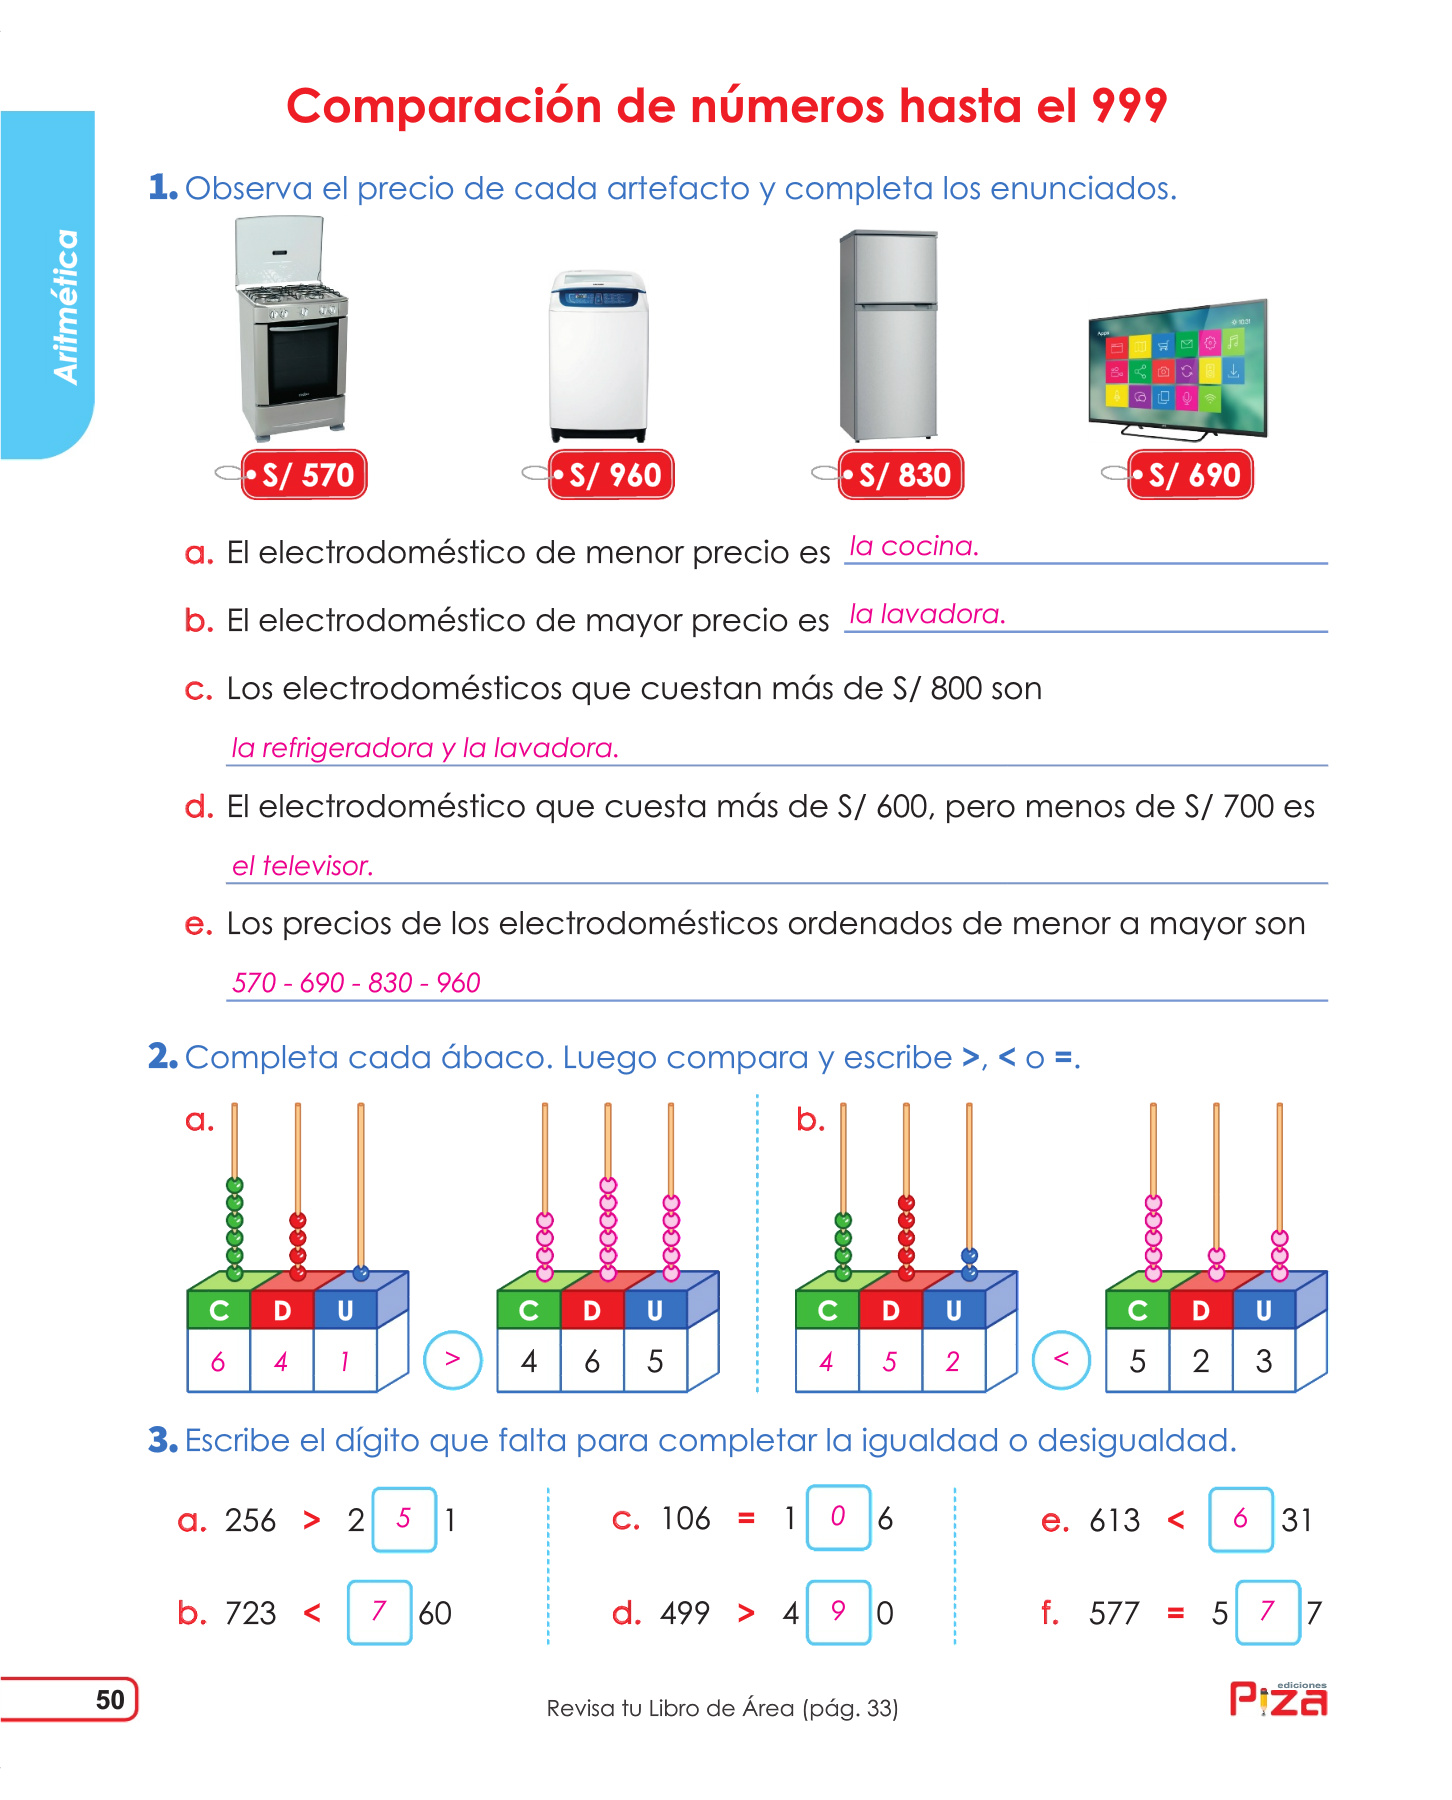 Comparación de números hasta el 999
Aritmética
1. Observa el precio de cada artefacto y completa los enunciados.
Apps 10:21
S/ 570 S/ 960 S/ 830 S/ 690
a. El electrodoméstico de menor precio es la cocina.
b. El electrodoméstico de mayor precio es la lavadora.
c. Los electrodomésticos que cuestan más de S/ 800 son
la refrigeradora y la lavadora.
d. El electrodoméstico que cuesta más de S/ 600, pero menos de S/ 700 es
el televisor.
e. Los precios de los electrodomésticos ordenados de menor a mayor son
570 - 690 - 830 - 960
2. Completa cada ábaco. Luego compara y escribe >, < o =.
a. b.
C D U C D U C D U C D U
6 4 1 > 4 6 5 4 5 2 < 5 2 3
3. Escribe el dígito que falta para completar la igualdad o desigualdad.
a. 256 > 2 5 1 c. 106 = 1 0 6 e. 613 < 6 31
b. 723 < 7 60 d. 499 > 4 9 0 f. 577 = 5 7 7
50
Revisa tu Libro de Área (pág. 33)
ediciones
Piza